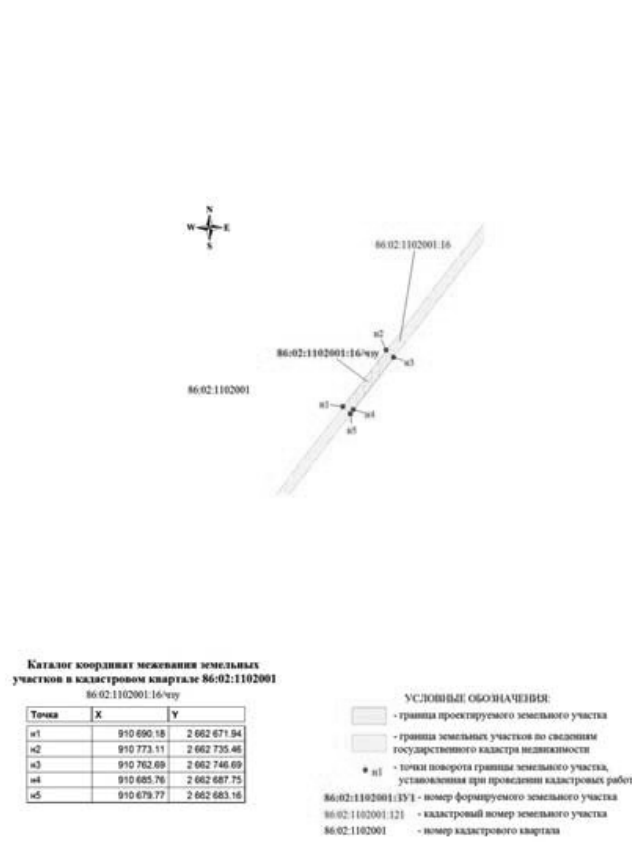 N
W E
S
86:02:1102001:16
н2
86:02:1102001:16/чзу
н3
86:02:1102001
н1
н4
н5
Каталог координат межевания земельных
участков в кадастровом квартале 86:02:1102001
86:02:1102001:16/чзу
Точка X Y
н1 910 690.18 2 662 671.94
н2 910 773.11 2 662 735.46
н3 910 762.69 2 662 746.69
н4 910 685.76 2 662 687.75
н5 910 679.77 2 662 683.16
УСЛОВНЫЕ ОБОЗНАЧЕНИЯ:
- граница проектируемого земельного участка
- граница земельных участков по сведениям
государственного кадастра недвижимости
н1 - точки поворота границы земельного участка,
установленная при проведении кадастровых работ
86:02:1102001:ЗУ1 - номер формируемого земельного участка
86:02:1102001:121 - кадастровый номер земельного участка
86:02:1102001 - номер кадастрового квартала